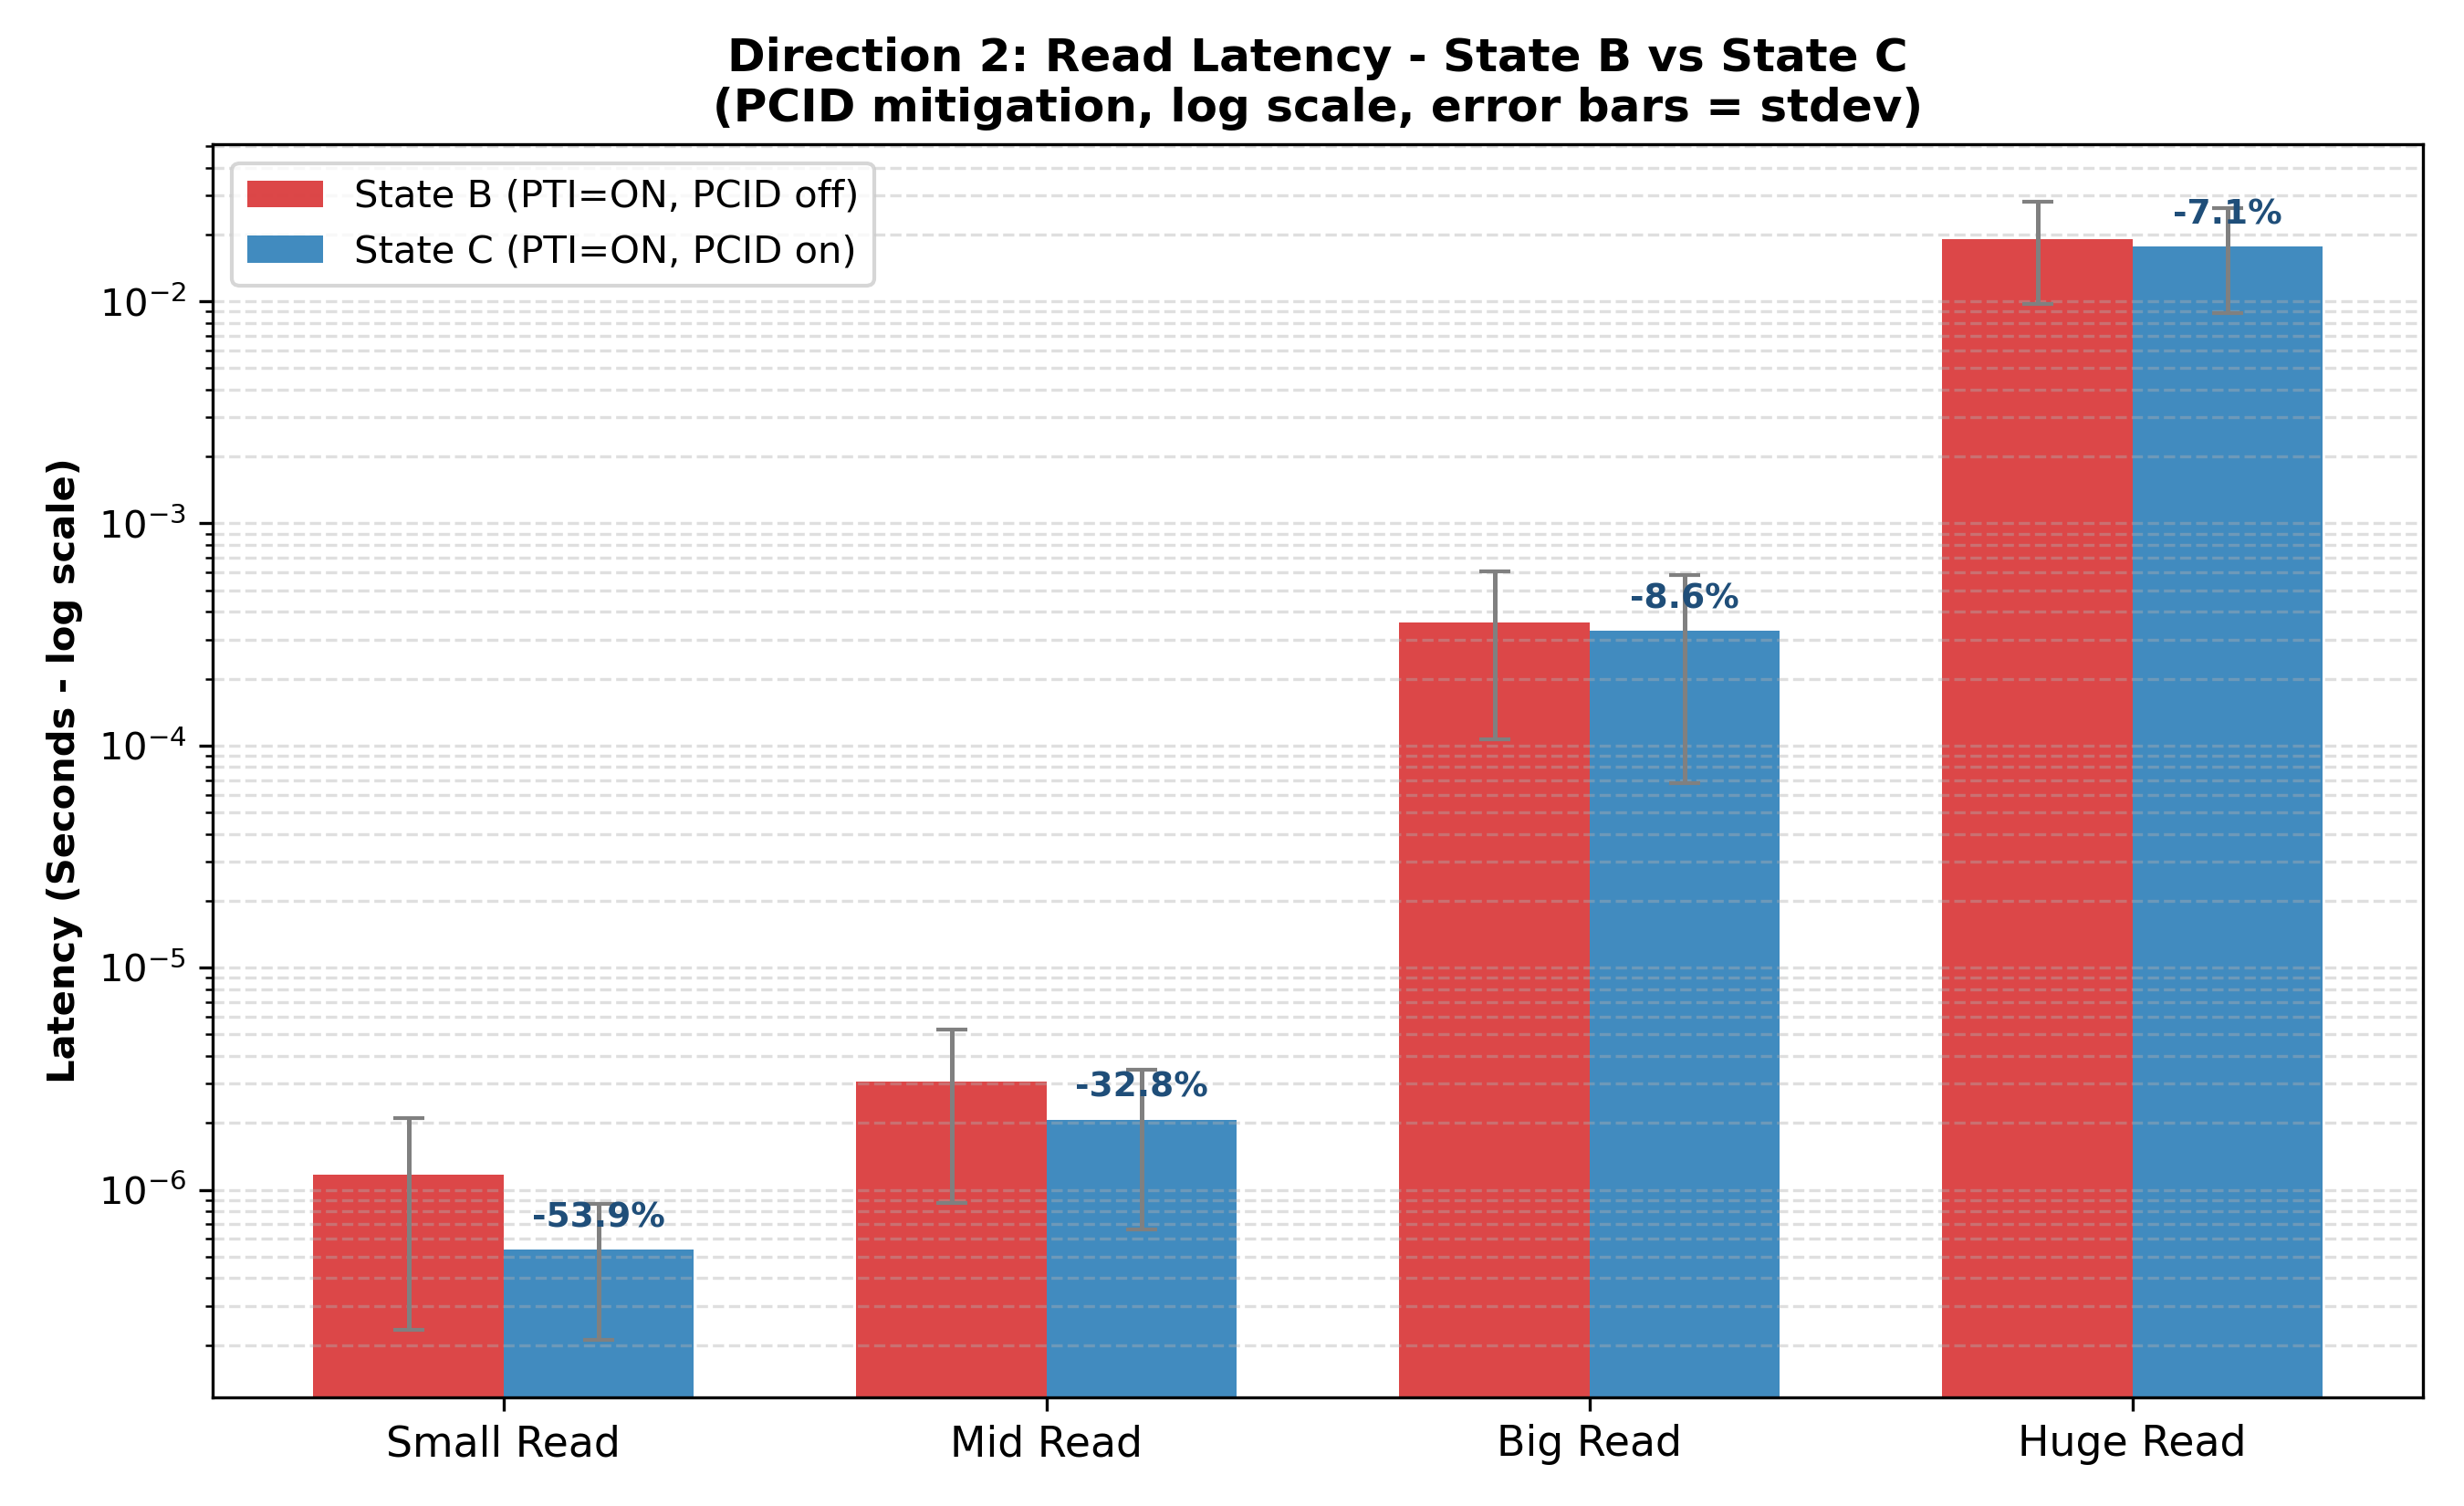 Direction 2: Read Latency - State B vs State C
(PCID mitigation, log scale, error bars = stdev)
State B (PTI=ON, PCID off)
State C (PTI=ON, PCID on)
Latency (Seconds - log scale)
10⁻²
10⁻³
10⁻⁴
10⁻⁵
10⁻⁶
-53.9%
-32.8%
-8.6%
-7.1%
Small Read
Mid Read
Big Read
Huge Read